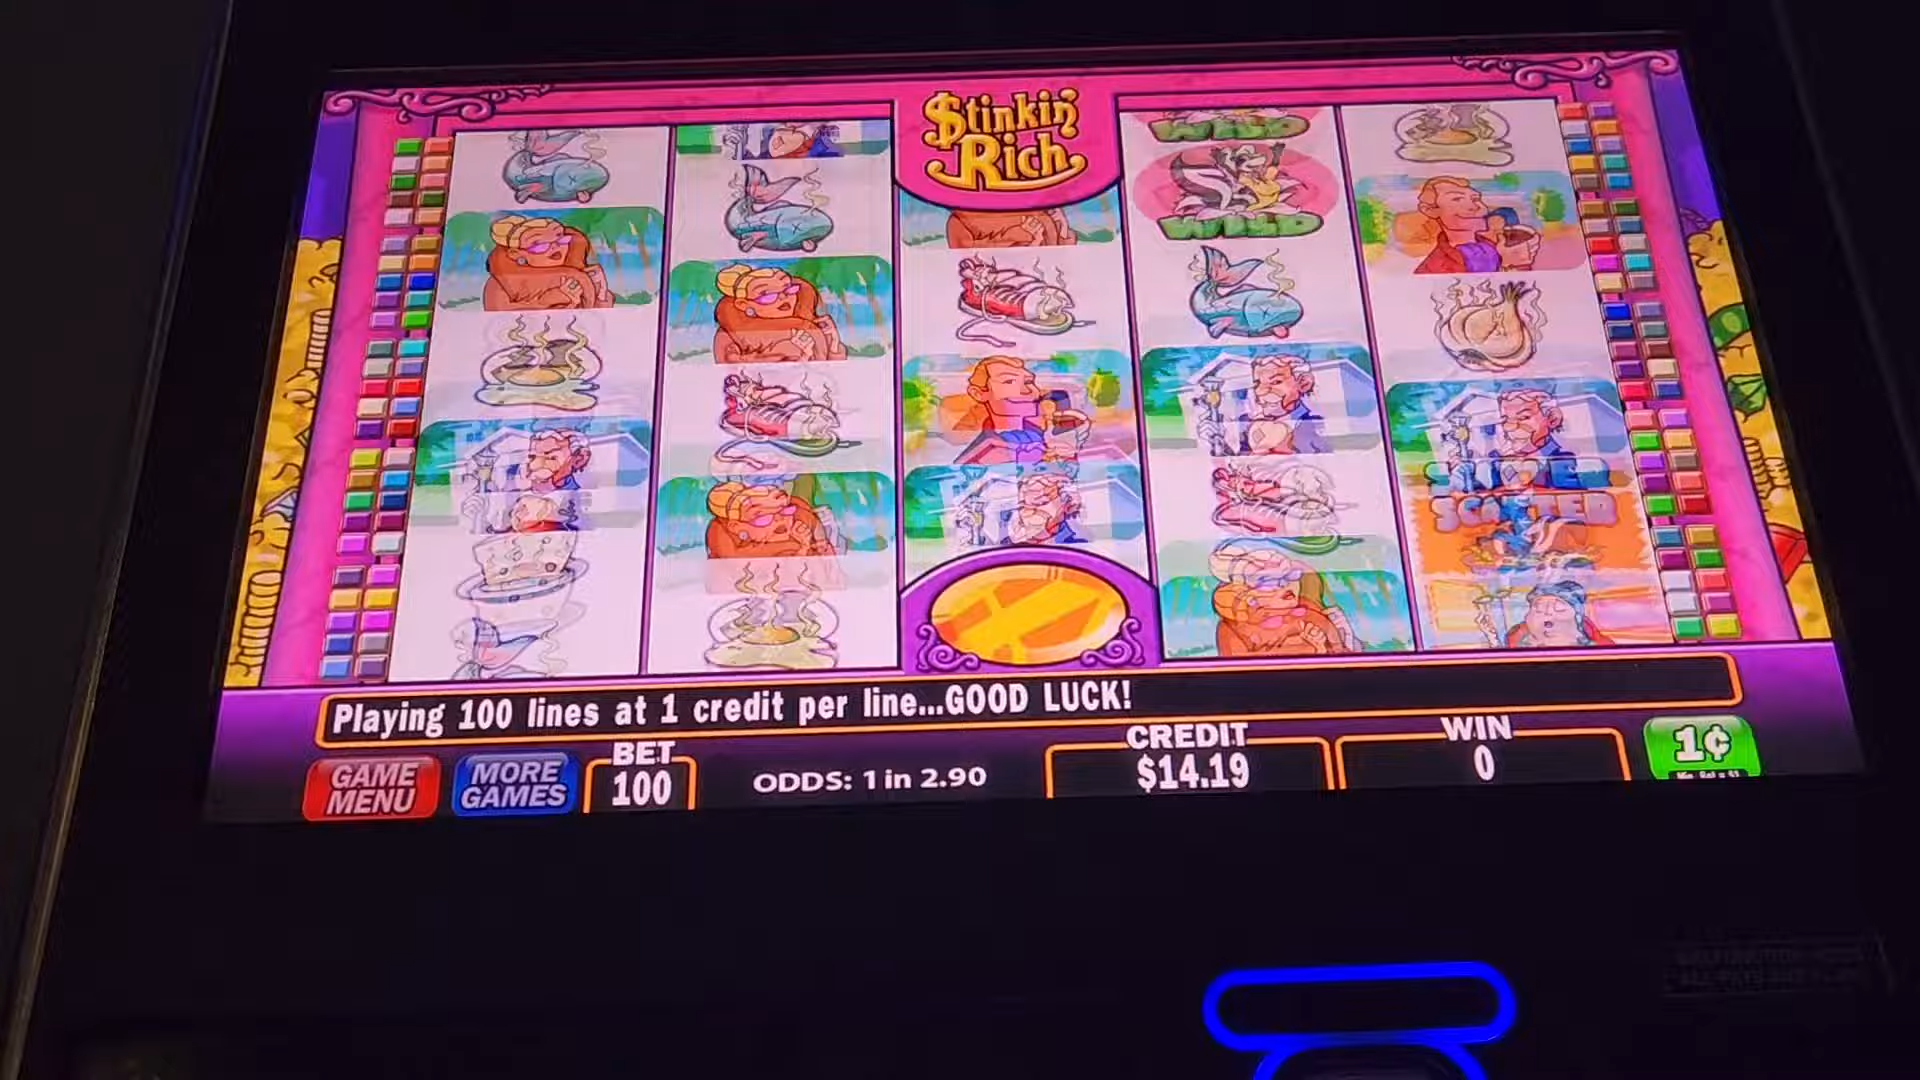 $tinkin'
Rich
WILD
WILD
SCATTER
Playing 100 lines at 1 credit per line...GOOD LUCK!
GAME
MENU
MORE
GAMES
BET
100
ODDS: 1 in 2.90
CREDIT
$14.19
WIN
0
1¢